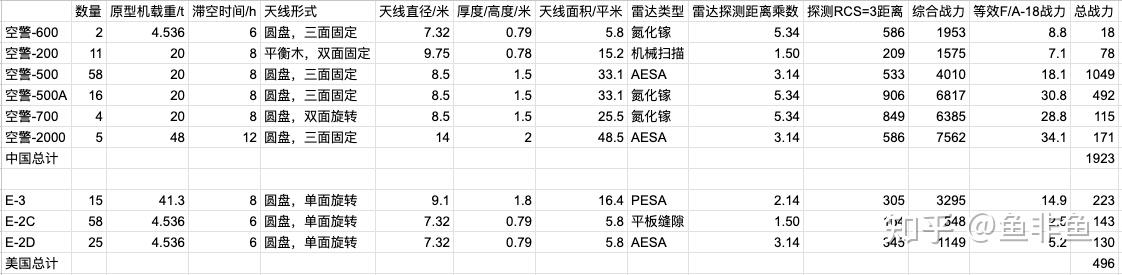 数量 原型机载重/t 滞空时间/h 天线形式 天线直径/米 厚度/高度/米 天线面积/平米 雷达类型 雷达探测距离乘数 探测RCS=3距离 综合战力 等效F/A-18战力 总战力
空警-600 2 4.536 6 圆盘，三面固定 7.32 0.79 5.8 氮化镓 5.34 586 1953 8.8 18
空警-200 11 20 8 平衡木，双面固定 9.75 0.78 15.2 机械扫描 1.50 209 1575 7.1 78
空警-500 58 20 8 圆盘，三面固定 8.5 1.5 33.1 AESA 3.14 533 4010 18.1 1049
空警-500A 16 20 8 圆盘，三面固定 8.5 1.5 33.1 氮化镓 5.34 906 6817 30.8 492
空警-700 4 20 8 圆盘，双面旋转 8.5 1.5 25.5 氮化镓 5.34 849 6385 28.8 115
空警-2000 5 48 12 圆盘，三面固定 14 2 48.5 AESA 3.14 586 7562 34.1 171
中国总计 1923
E-3 15 41.3 8 圆盘，单面旋转 9.1 1.8 16.4 PESA 2.14 305 3295 14.9 223
E-2C 58 4.536 6 圆盘，单面旋转 7.32 0.79 5.8 平板缝隙 1.50 143
E-2D 25 4.536 6 圆盘，单面旋转 7.32 0.79 5.8 AESA 3.14 345 1149 5.2 130
美国总计 496
知乎 @鱼非鱼